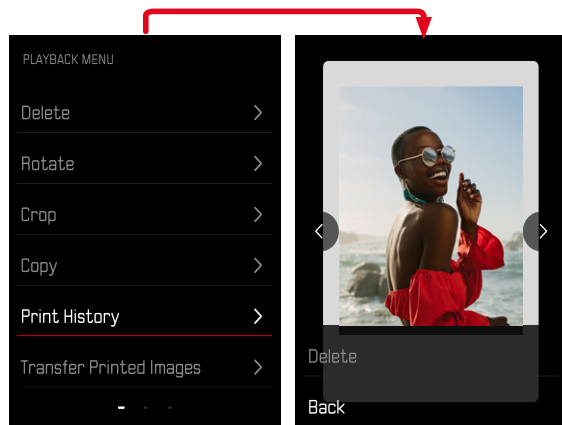 PLAYBACK MENU
Delete
Rotate
Crop
Copy
Print History
Transfer Printed Images
Delete
Back